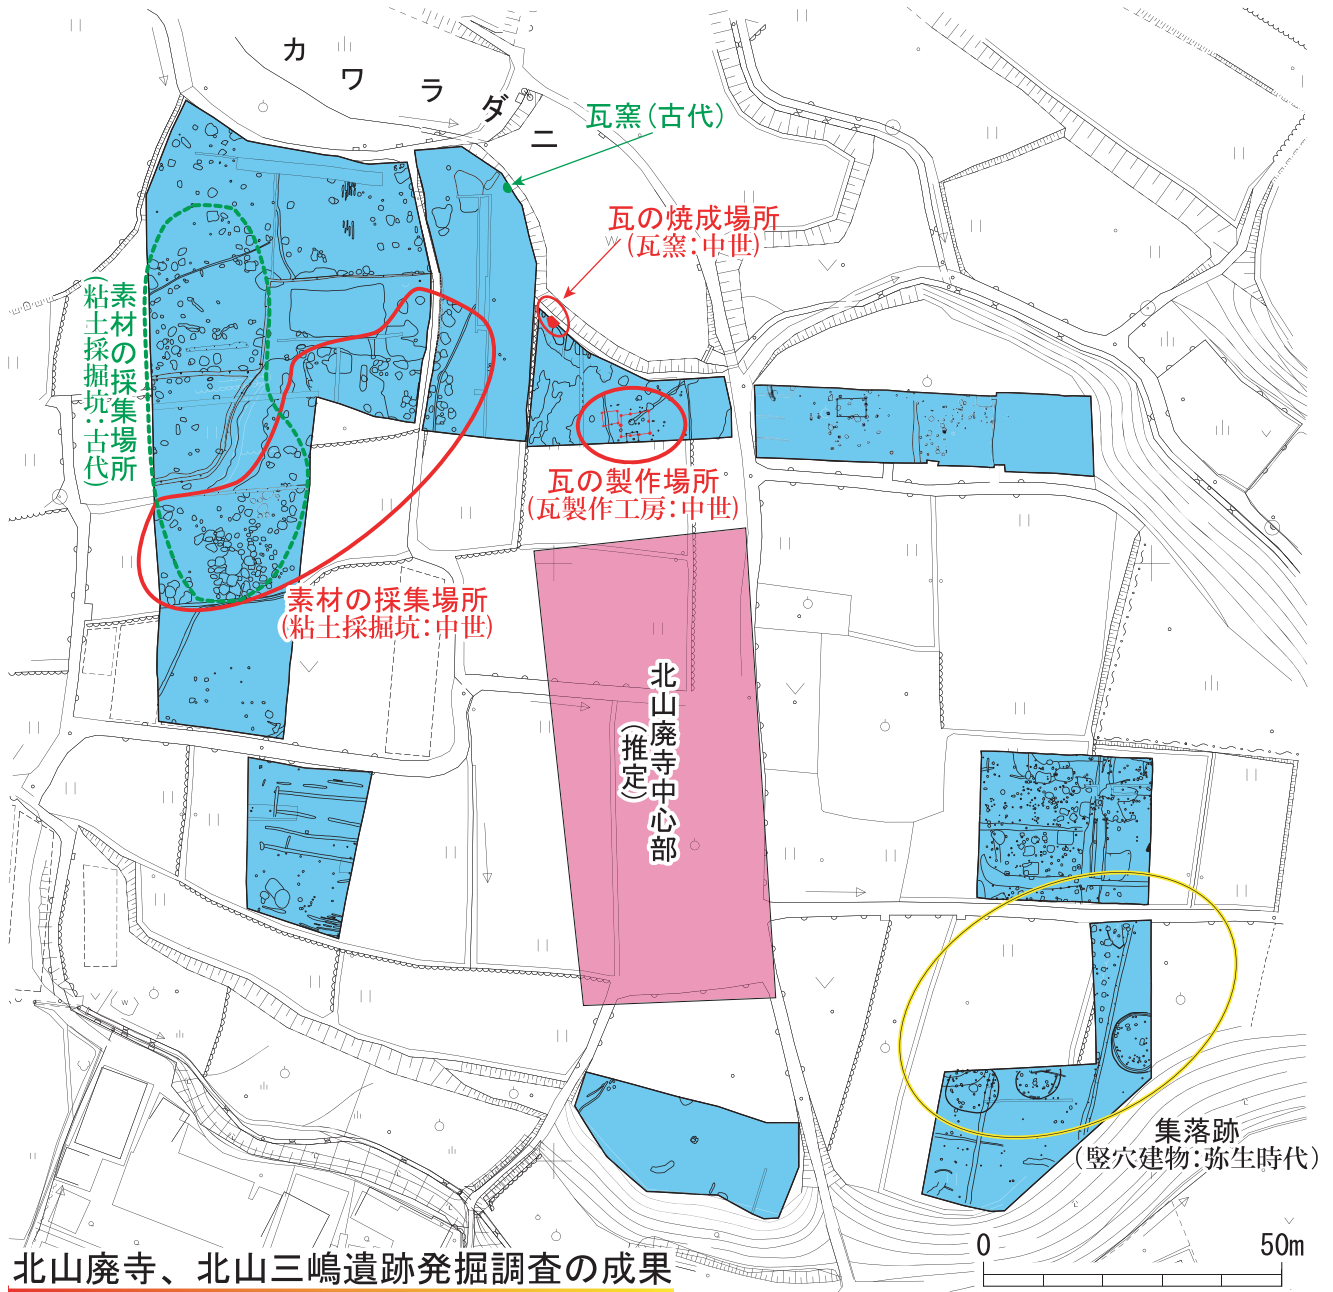 カワラダニ
瓦窯(古代)
瓦の焼成場所
(瓦窯:中世)
素材の採集場所
(粘土採掘坑:古代)
瓦の製作場所
(瓦製作工房:中世)
素材の採集場所
(粘土採掘坑:中世)
北山廃寺中心部
(推定)
集落跡
(竪穴建物:弥生時代)
0 50m
北山廃寺、北山三嶋遺跡発掘調査の成果